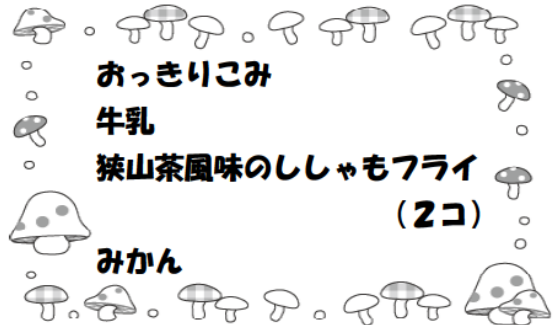 おっきりこみ
牛乳
狭山茶風味のししゃもフライ
（２コ）
みかん